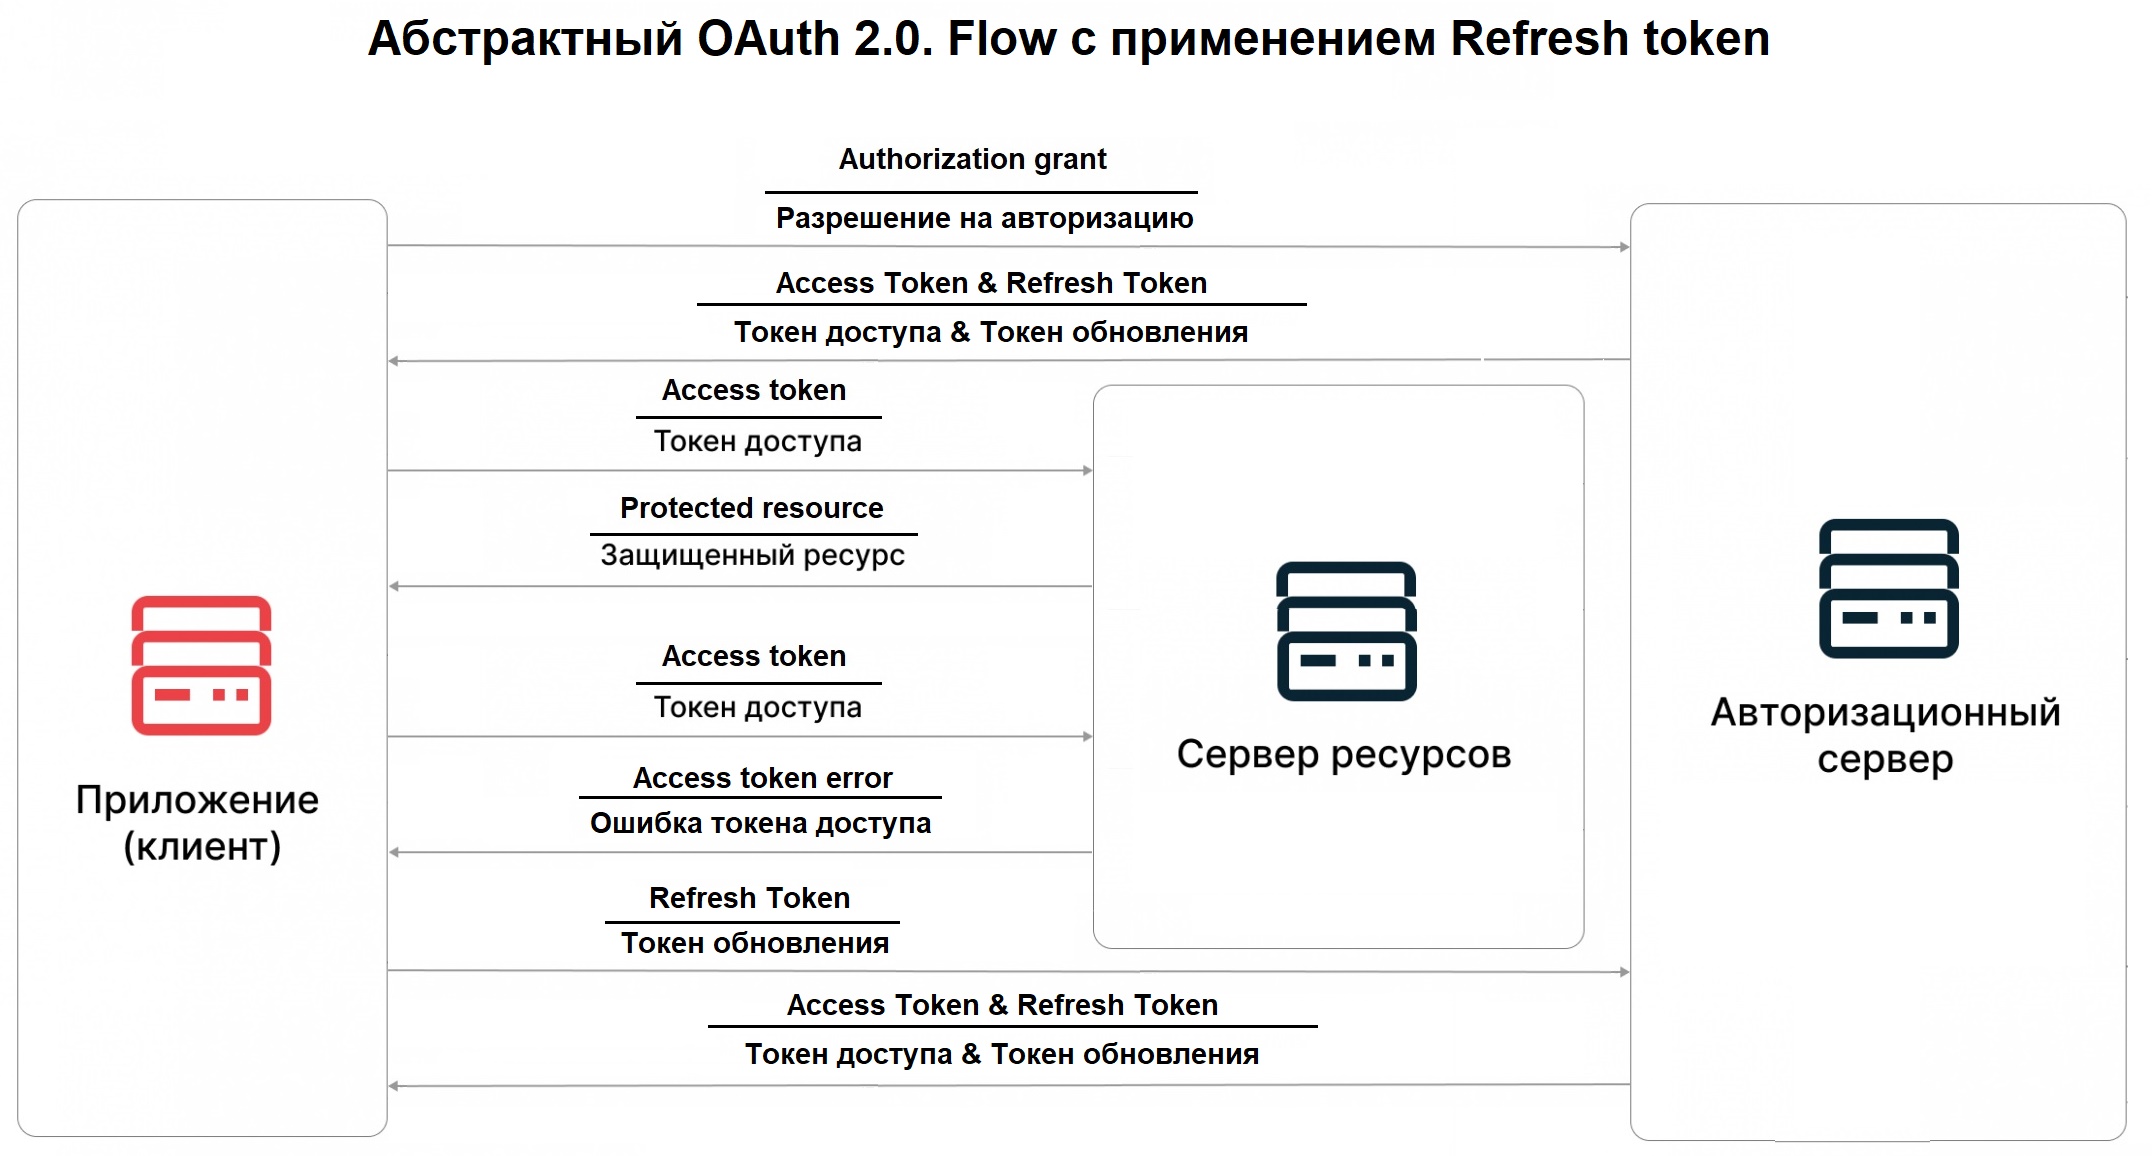 Абстрактный OAuth 2.0. Flow с применением Refresh token
Authorization grant
Разрешение на авторизацию
Access Token & Refresh Token
Токен доступа & Токен обновления
Access token
Токен доступа
Protected resource
Защищенный ресурс
Access token
Токен доступа
Access token error
Ошибка токена доступа
Refresh Token
Токен обновления
Access Token & Refresh Token
Токен доступа & Токен обновления
Приложение
(клиент)
Сервер ресурсов
Авторизационный
сервер